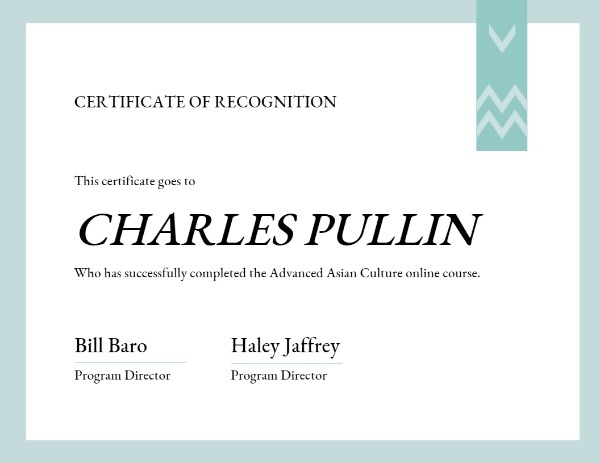 CERTIFICATE OF RECOGNITION
This certificate goes to
CHARLES PULLIN
Who has successfully completed the Advanced Asian Culture online course.
Bill Baro Haley Jaffrey
Program Director Program Director